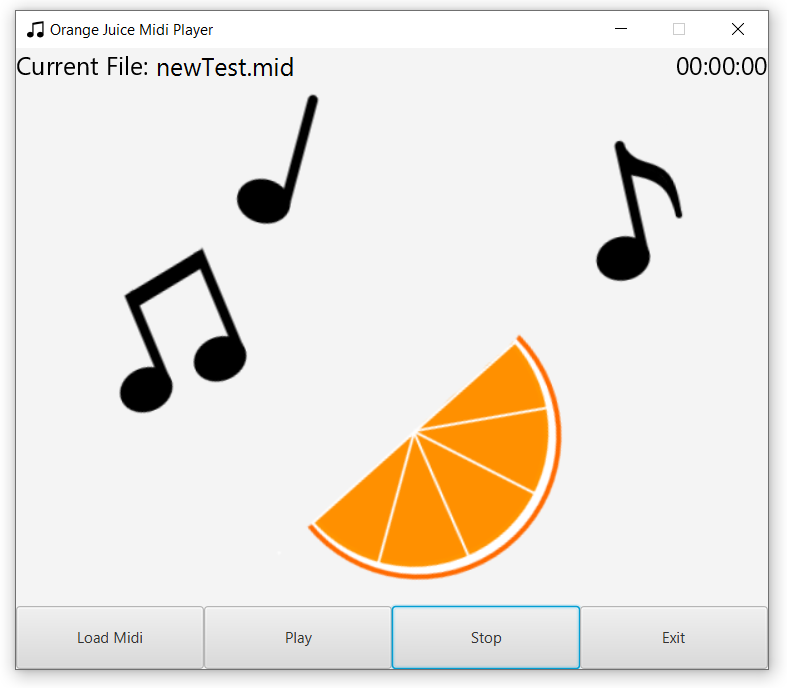 Orange Juice Midi Player
Current File: newTest.mid 00:00:00
Load Midi Play Stop Exit